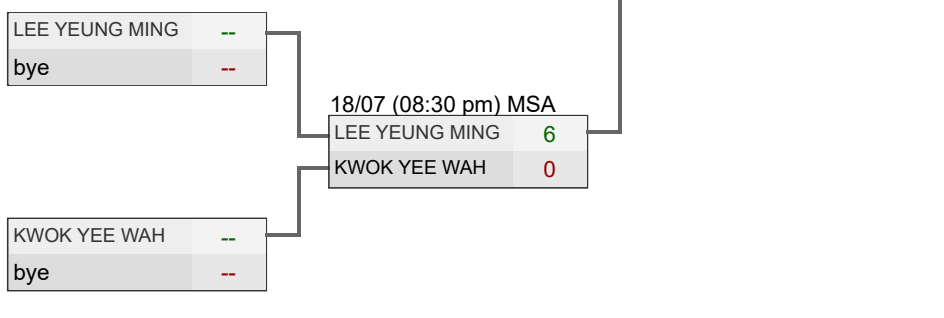 LEE YEUNG MING --
bye --
18/07 (08:30 pm) MSA
LEE YEUNG MING 6
KWOK YEE WAH 0
KWOK YEE WAH --
bye --